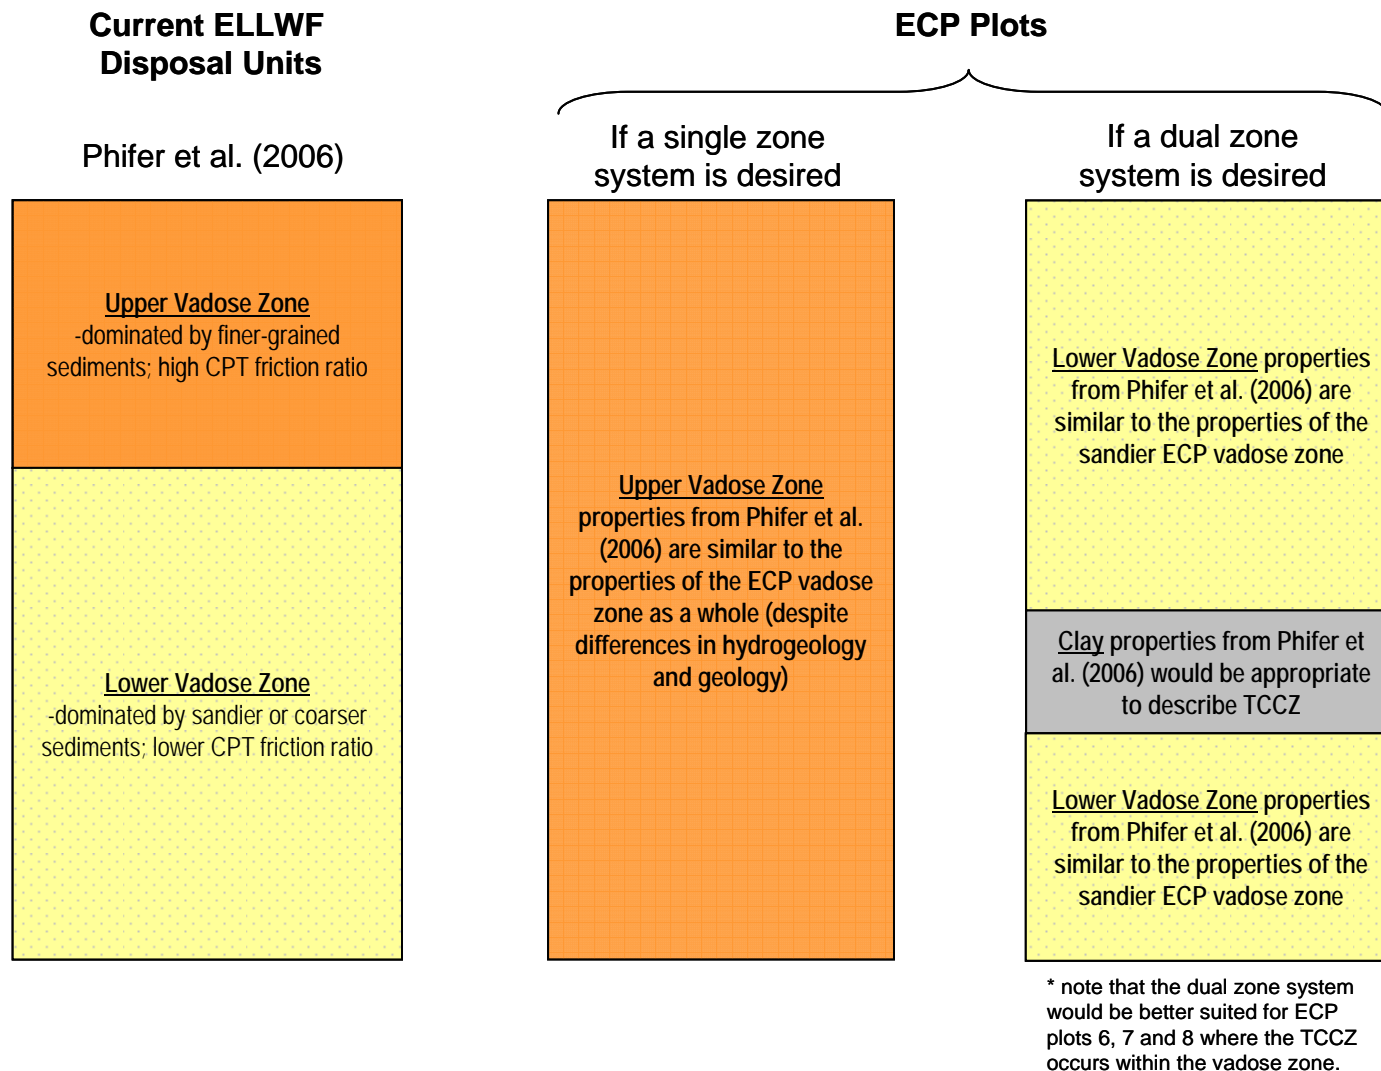 Current ELLWF
Disposal Units
ECP Plots
Phifer et al. (2006)
If a single zone
system is desired
If a dual zone
system is desired
Upper Vadose Zone
-dominated by finer-grained
sediments; high CPT friction ratio
Lower Vadose Zone
-dominated by sandier or coarser
sediments; lower CPT friction ratio
Upper Vadose Zone
properties from Phifer et al.
(2006) are similar to the
properties of the ECP vadose
zone as a whole (despite
differences in hydrogeology
and geology)
Lower Vadose Zone properties
from Phifer et al. (2006) are
similar to the properties of the
sandier ECP vadose zone
Clay properties from Phifer et
al. (2006) would be appropriate
to describe TCCZ
Lower Vadose Zone properties
from Phifer et al. (2006) are
similar to the properties of the
sandier ECP vadose zone
* note that the dual zone system
would be better suited for ECP
plots 6, 7 and 8 where the TCCZ
occurs within the vadose zone.